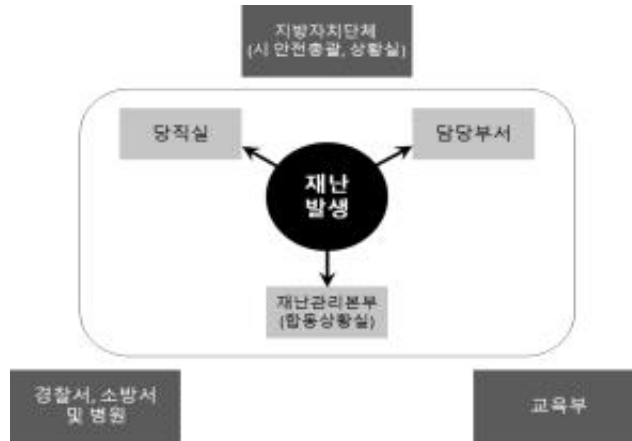 지방자치단체
(시 안전총괄, 상황실)
당직실
담당부서
재난
발생
재난관리본부
(합동상황실)
경찰서, 소방서
및 병원
교육부